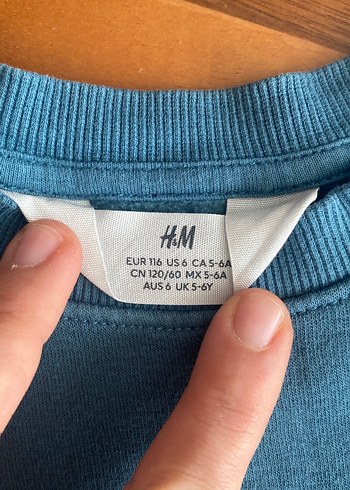 H&M
EUR 116 US 6 CA 5-6A
CN 120/60 MX 5-6A
AUS 6 UK 5-6Y